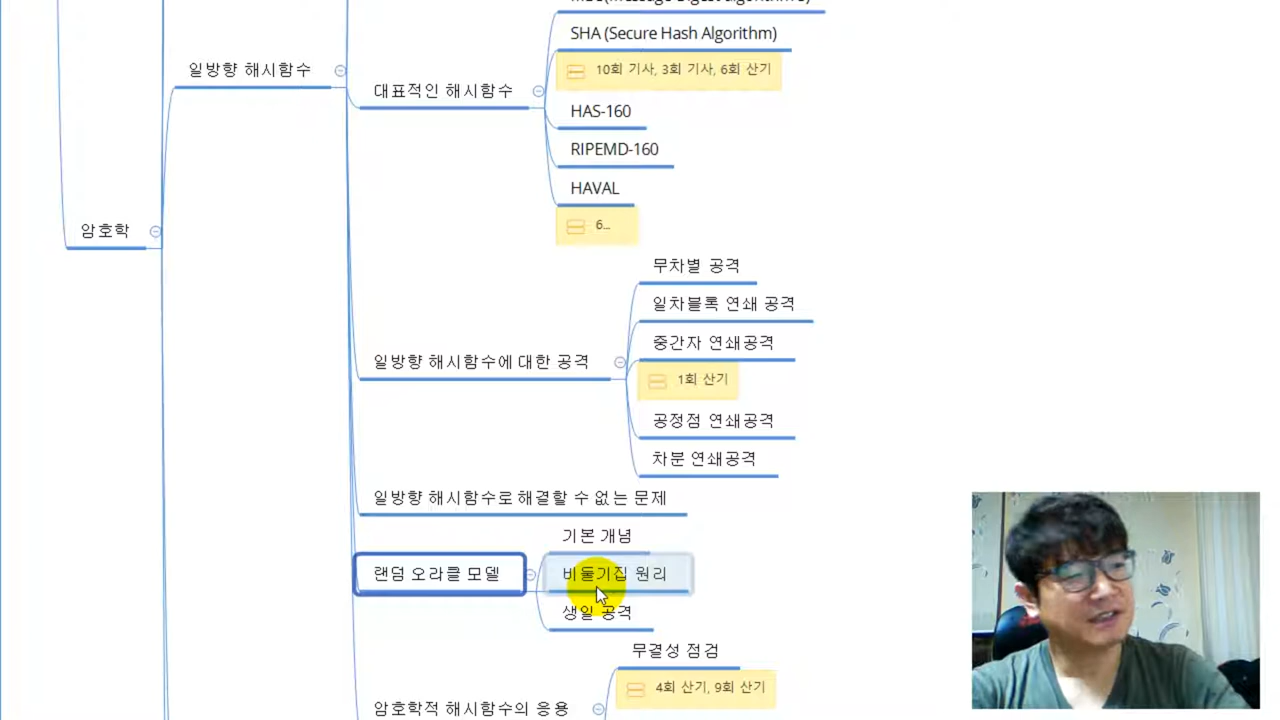 SHA (Secure Hash Algorithm)
10회 기사, 3회 기사, 6회 산기
일방향 해시함수
대표적인 해시함수
HAS-160
RIPEMD-160
HAVAL
6...
암호학
무차별 공격
일차블록 연쇄 공격
중간자 연쇄공격
일방향 해시함수에 대한 공격
1회 산기
공정점 연쇄공격
차분 연쇄공격
일방향 해시함수로 해결할 수 없는 문제
기본 개념
랜덤 오라클 모델
비둘기집 원리
생일 공격
무결성 점검
4회 산기, 9회 산기
암호학적 해시함수의 응용